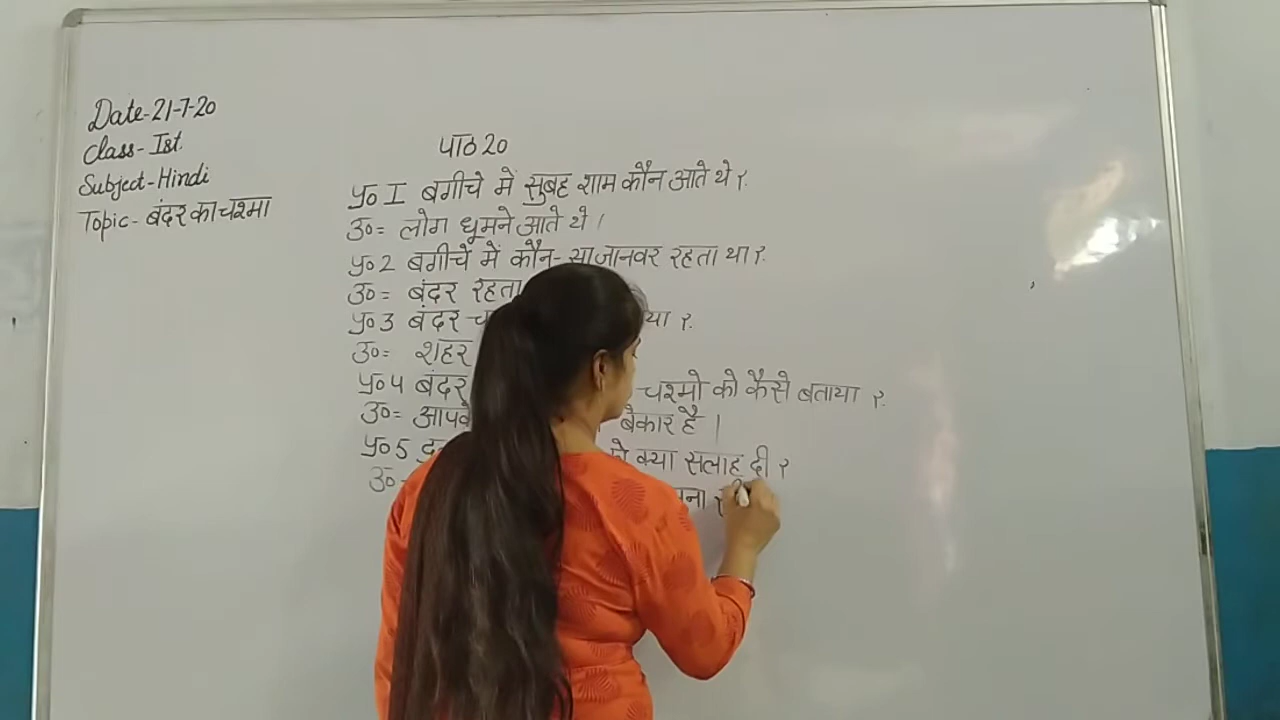 Date-21-7-20
Class-Ist.
Subject-Hindi
Topic-बंदर का चश्मा
पाठ 20
प्र० I बगीचे में सुबह शाम कौन आते थे ?.
उ०= लोग घूमने आते थे ।
प्र० 2 बगीचे में कौन-सा जानवर रहता था ?.
उ०= बंदर रहता
प्र० 3 बंदर ?.
उ०= शहर
प्र० 4 बंदर चश्मो को कैसे बताया ?.
उ०= बेकार है ।
प्र० 5 क्या सलाह दी ?
उ०=